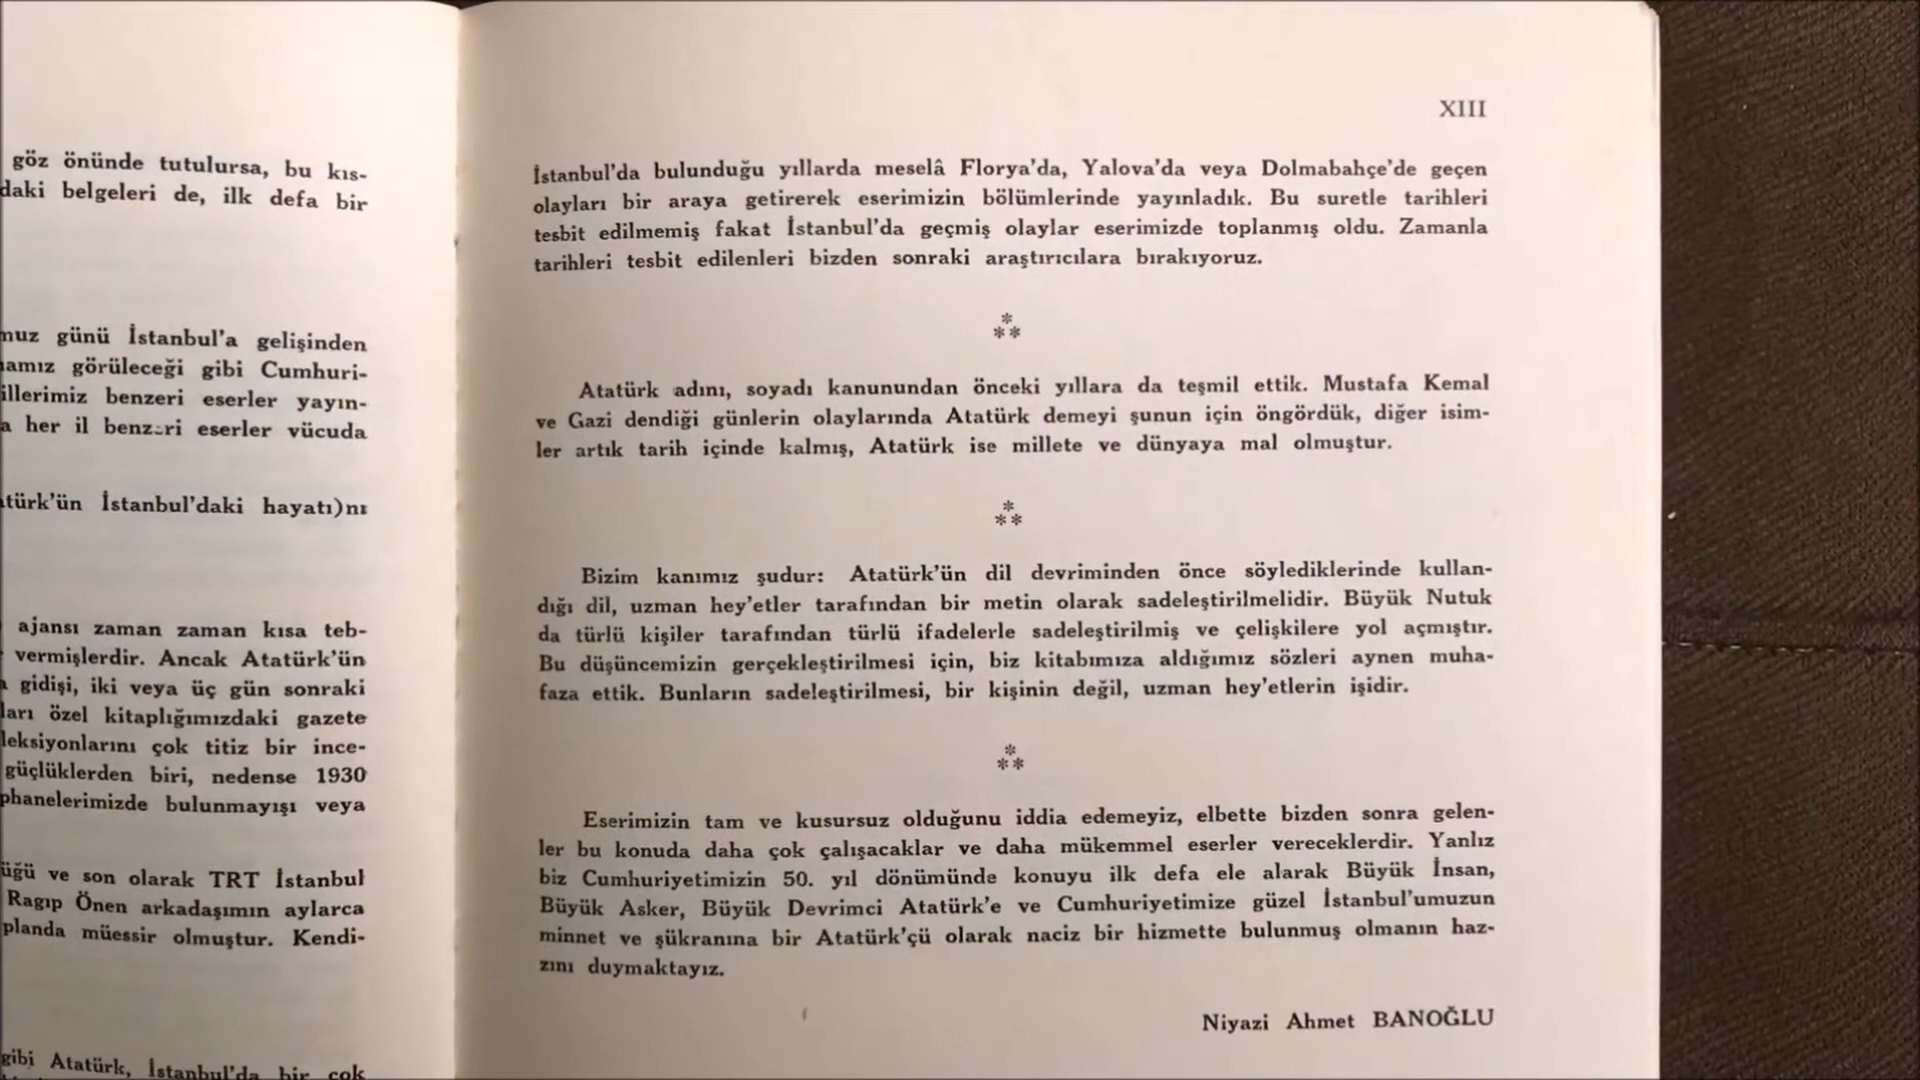 göz önünde tutulursa, bu kıs-
daki belgeleri de, ilk defa bir
günü İstanbul'a gelişinden
görüleceği gibi Cumhuri-
illerimiz benzeri eserler yayın-
her il benzeri eserler vücuda
İstanbul'daki hayatı)nı
ajansı zaman zaman kısa teb-
vermişlerdir. Ancak Atatürk'ün
gidişi, iki veya üç gün sonraki
ları özel kitaplığımızdaki gazete
leksiyonlarını çok titiz bir ince-
güçlüklerden biri, nedense 1930
phanelerimizde bulunmayışı veya
üğü ve son olarak TRT İstanbul
Ragıp Önen arkadaşımın aylarca
planda müessir olmuştur. Kendi-
gibi Atatürk, İstanbul'da bir çok
XIII
İstanbul'da bulunduğu yıllarda meselâ Florya'da, Yalova'da veya Dolmabahçe'de geçen
olayları bir araya getirerek eserimizin bölümlerinde yayınladık. Bu suretle tarihleri
tesbit edilmemiş fakat İstanbul'da geçmiş olaylar eserimizde toplanmış oldu. Zamanla
tarihleri tesbit edilenleri bizden sonraki araştırıcılara bırakıyoruz.
*
**
Atatürk adını, soyadı kanunundan önceki yıllara da teşmil ettik. Mustafa Kemal
ve Gazi dendiği günlerin olaylarında Atatürk demeyi şunun için öngördük, diğer isim-
ler artık tarih içinde kalmış, Atatürk ise millete ve dünyaya mal olmuştur.
*
**
Bizim kanımız şudur: Atatürk'ün dil devriminden önce söylediklerinde kullan-
dığı dil, uzman hey'etler tarafından bir metin olarak sadeleştirilmelidir. Büyük Nutuk
da türlü kişiler tarafından türlü ifadelerle sadeleştirilmiş ve çelişkilere yol açmıştır.
Bu düşüncemizin gerçekleştirilmesi için, biz kitabımıza aldığımız sözleri aynen muha-
faza ettik. Bunların sadeleştirilmesi, bir kişinin değil, uzman hey'etlerin işidir.
*
**
Eserimizin tam ve kusursuz olduğunu iddia edemeyiz, elbette bizden sonra gelen-
ler bu konuda daha çok çalışacaklar ve daha mükemmel eserler vereceklerdir. Yanlız
biz Cumhuriyetimizin 50. yıl dönümünde konuyu ilk defa ele alarak Büyük İnsan,
Büyük Asker, Büyük Devrimci Atatürk'e ve Cumhuriyetimize güzel İstanbul'umuzun
minnet ve şükranına bir Atatürk'çü olarak naciz bir hizmette bulunmuş olmanın haz-
zını duymaktayız.
Niyazi Ahmet BANOĞLU